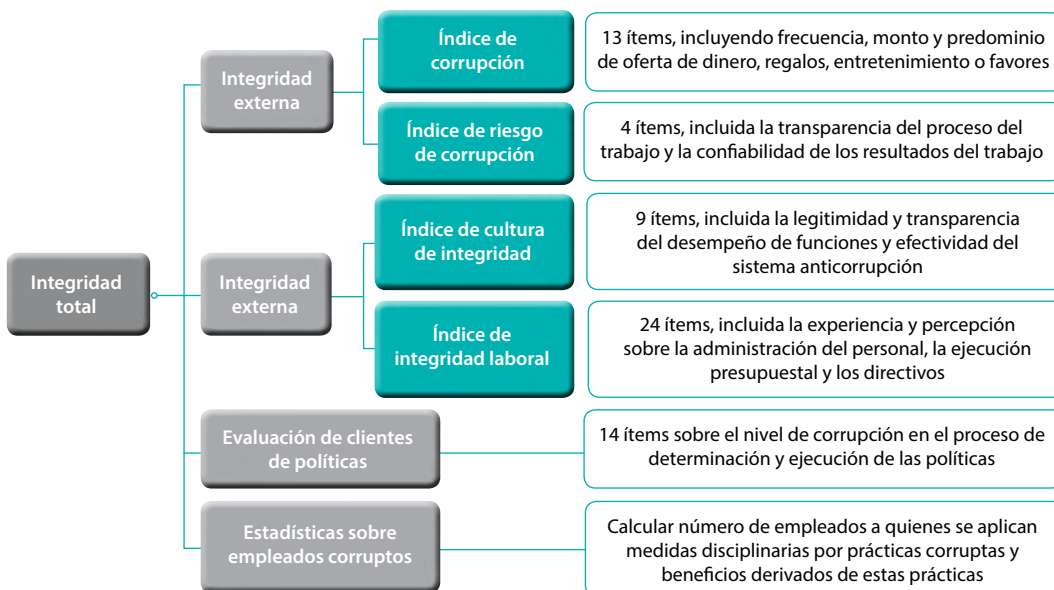 Integridad
total
Integridad
externa
Índice de
corrupción
13 ítems, incluyendo frecuencia, monto y predominio
de oferta de dinero, regalos, entretenimiento o favores
Índice de riesgo
de corrupción
4 ítems, incluida la transparencia del proceso del
trabajo y la confiabilidad de los resultados del trabajo
Integridad
externa
Índice de cultura
de integridad
9 ítems, incluida la legitimidad y transparencia
del desempeño de funciones y efectividad del
sistema anticorrupción
Índice de
integridad laboral
24 ítems, incluida la experiencia y percepción
sobre la administración del personal, la ejecución
presupuestal y los directivos
Evaluación de clientes
de políticas
14 ítems sobre el nivel de corrupción en el proceso de
determinación y ejecución de las políticas
Estadísticas sobre
empleados corruptos
Calcular número de empleados a quienes se aplican
medidas disciplinarias por prácticas corruptas y
beneficios derivados de estas prácticas